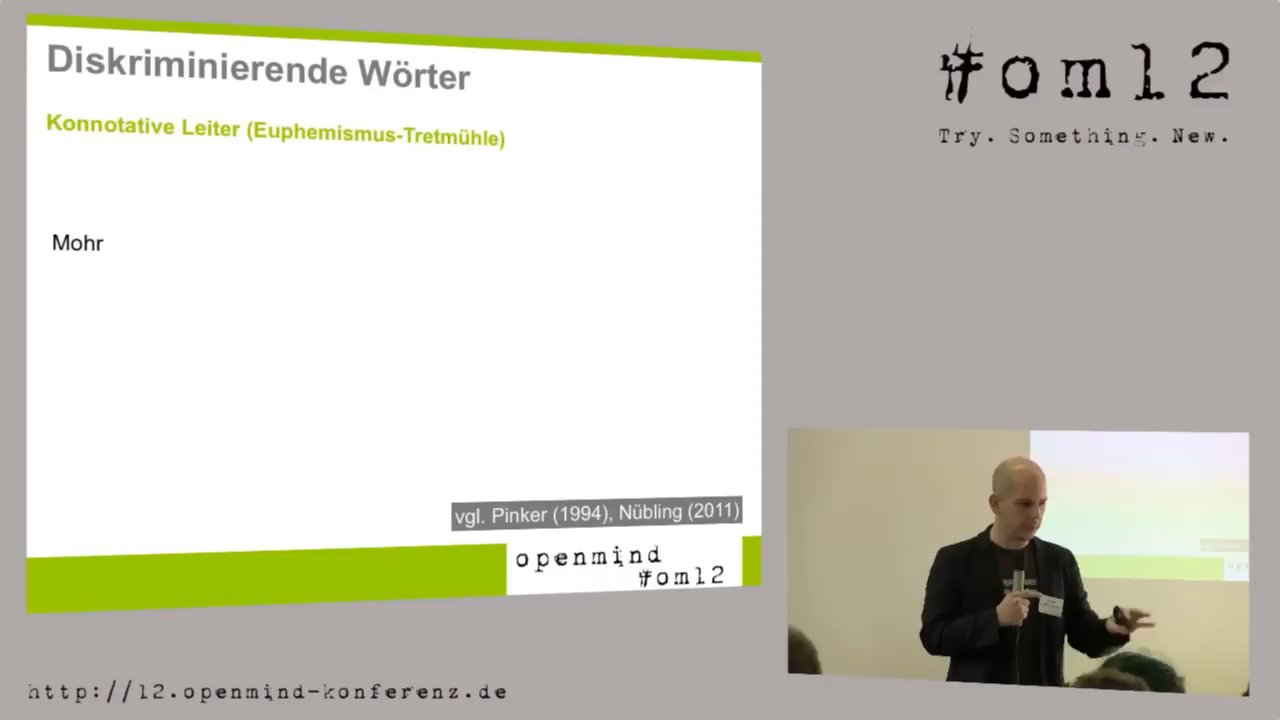 Diskriminierende Wörter
Konnotative Leiter (Euphemismus-Tretmühle)
Mohr
vgl. Pinker (1994), Nübling (2011)
openmind
#om12
#om12
Try. Something. New.
http://12.openmind-konferenz.de